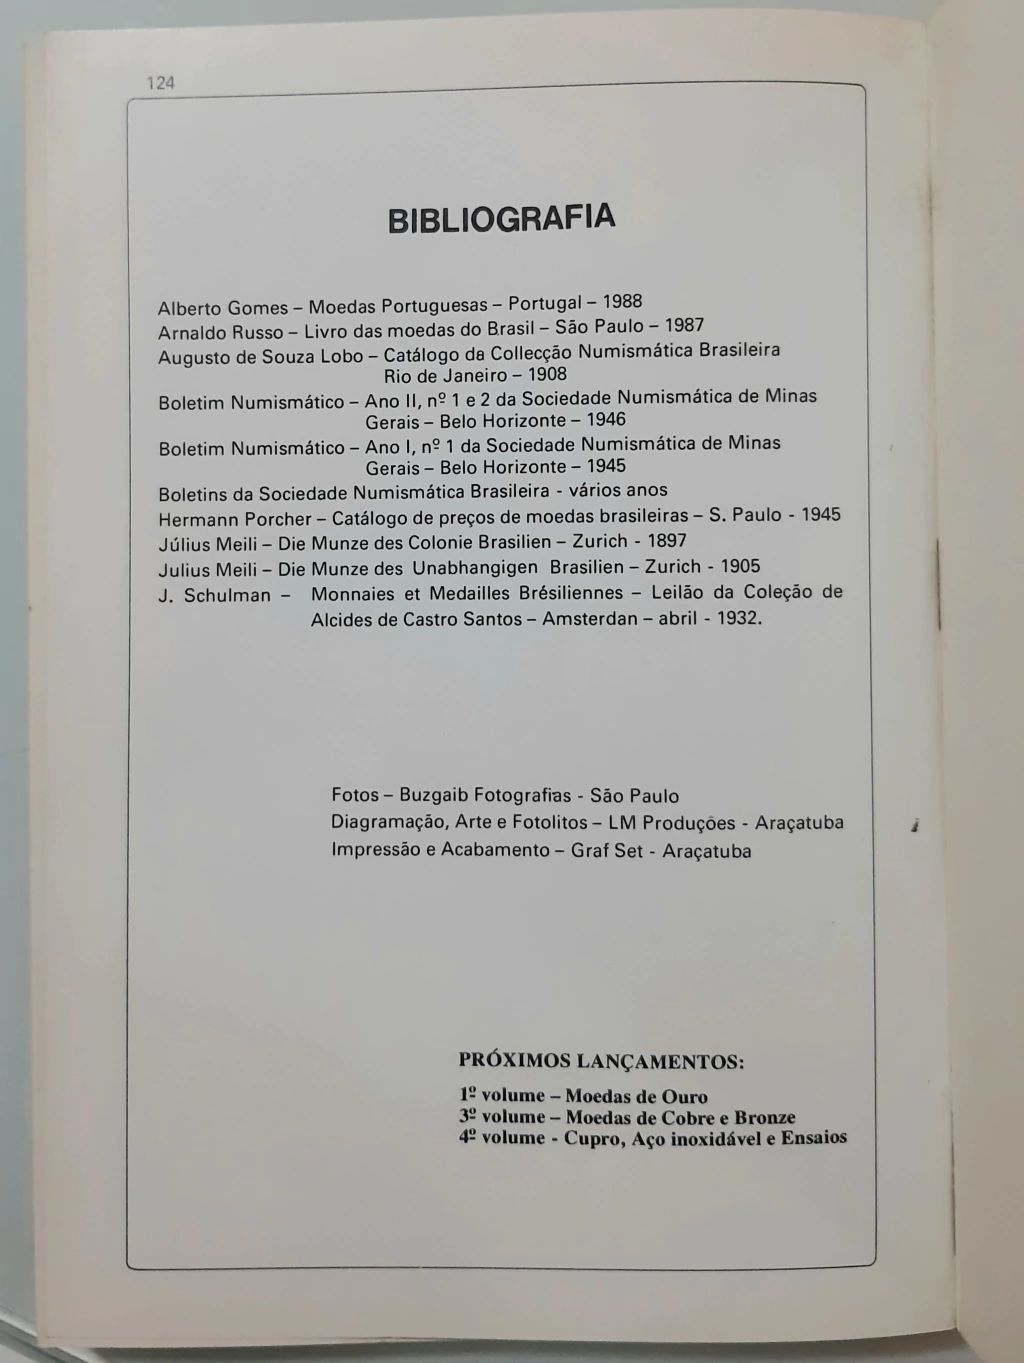 124
BIBLIOGRAFIA
Alberto Gomes – Moedas Portuguesas – Portugal – 1988
Arnaldo Russo – Livro das moedas do Brasil – São Paulo – 1987
Augusto de Souza Lobo – Catálogo da Collecção Numismática Brasileira
Rio de Janeiro – 1908
Boletim Numismático – Ano II, nº 1 e 2 da Sociedade Numismática de Minas
Gerais – Belo Horizonte – 1946
Boletim Numismático – Ano I, nº 1 da Sociedade Numismática de Minas
Gerais – Belo Horizonte – 1945
Boletins da Sociedade Numismática Brasileira - vários anos
Hermann Porcher – Catálogo de preços de moedas brasileiras – S. Paulo - 1945
Július Meili – Die Munze des Colonie Brasilien – Zurich - 1897
Julius Meili – Die Munze des Unabhangigen Brasilien – Zurich - 1905
J. Schulman – Monnaies et Medailles Brésiliennes – Leilão da Coleção de
Alcides de Castro Santos – Amsterdan – abril - 1932.
Fotos – Buzgaib Fotografias - São Paulo
Diagramação, Arte e Fotolitos – LM Produções - Araçatuba
Impressão e Acabamento – Graf Set - Araçatuba
PRÓXIMOS LANÇAMENTOS:
1º volume – Moedas de Ouro
3º volume – Moedas de Cobre e Bronze
4º volume - Cupro, Aço inoxidável e Ensaios